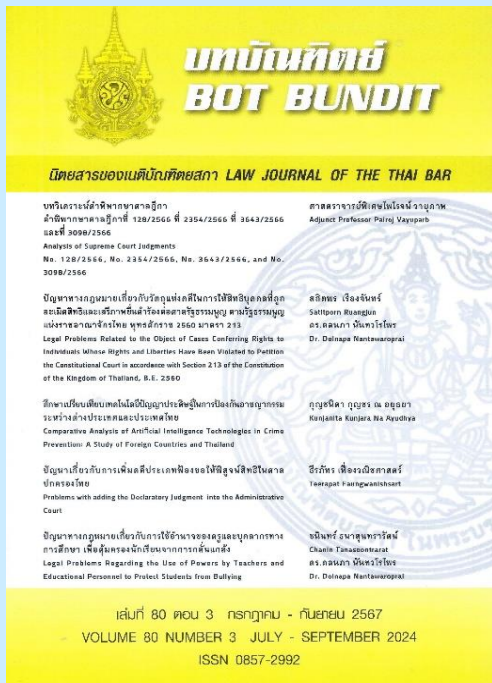 บทบัณฑิตย์
BOT BUNDIT
นิตยสารของเนติบัณฑิตยสภา LAW JOURNAL OF THE THAI BAR
บทวิเคราะห์คำพิพากษาศาลฎีกา
คำพิพากษาศาลฎีกาที่ 128/2566 ที่ 2354/2566 ที่ 3643/2566
และที่ 3098/2566
Analysis of Supreme Court Judgments
No. 128/2566, No. 2354/2566, No. 3643/2566, and No.
3098/2566
ศาสตราจารย์พิเศษไพโรจน์ วายุภาพ
Adjunct Professor Pairoj Vayuparb
ปัญหาทางกฎหมายเกี่ยวกับวัตถุแห่งคดีในการให้สิทธิบุคคลที่ถูก
ละเมิดสิทธิและเสรีภาพยื่นคำร้องต่อศาลรัฐธรรมนูญ ตามรัฐธรรมนูญ
แห่งราชอาณาจักรไทย พุทธศักราช 2560 มาตรา 213
Legal Problems Related to the Object of Cases Conferring Rights to
Individuals Whose Rights and Liberties Have Been Violated to Petition
the Constitutional Court in accordance with Section 213 of the Constitution
of the Kingdom of Thailand, B.E. 2560
สถิตพร เรืองจันทร์
Satitporn Ruangjun
ดร.ดลนภา นันทวโรไพร
Dr. Dolnapa Nantawaroprai
ศึกษาเปรียบเทียบเทคโนโลยีปัญญาประดิษฐ์ในการป้องกันอาชญากรรม
ระหว่างต่างประเทศและประเทศไทย
Comparative Analysis of Artificial Intelligence Technologies in Crime
Prevention: A Study of Foreign Countries and Thailand
กุญชนิตา กุญชร ณ อยุธยา
Kunjanita Kunjara Na Ayudhya
ปัญหาเกี่ยวกับการเพิ่มคดีประเภทฟ้องขอให้พิสูจน์สิทธิในศาล
ปกครองไทย
Problems with adding the Declaratory Judgment into the Administrative
Court
ธีรภัทร เฟื่องวณิชศาสตร์
Teerapat Fuirngwanishsart
ปัญหาทางกฎหมายเกี่ยวกับการใช้อำนาจของครูและบุคลากรทาง
การศึกษา เพื่อคุ้มครองนักเรียนจากการกลั่นแกล้ง
Legal Problems Regarding the Use of Powers by Teachers and
Educational Personnel to Protect Students from Bullying
ชนินทร์ ธนาสุนทรารัตน์
Chanin Tanasoontrarat
ดร.ดลนภา นันทวโรไพร
Dr. Dolnapa Nantawaroprai
เล่มที่ 80 ตอน 3 กรกฎาคม - กันยายน 2567
VOLUME 80 NUMBER 3 JULY - SEPTEMBER 2024
ISSN 0857-2992